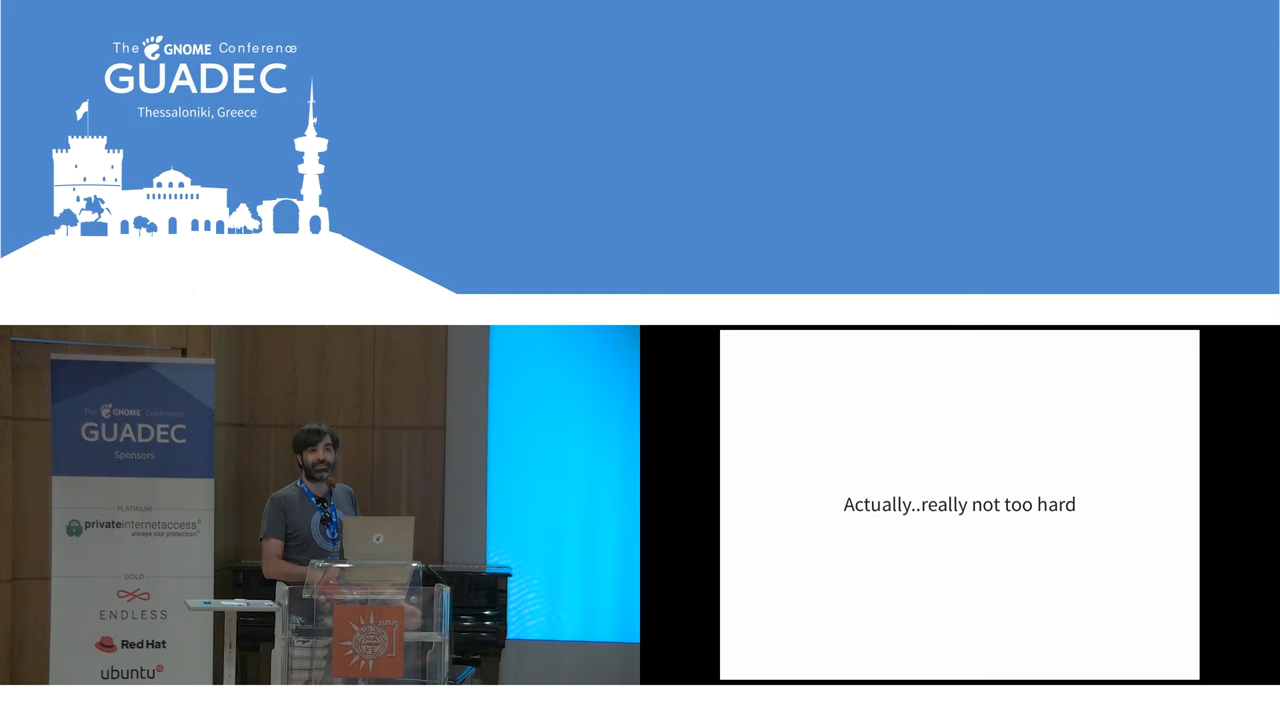 The GNOME Conference
GUADEC
Thessaloniki, Greece
The GNOME Conference
GUADEC
Sponsors
PLATINUM
privateinternetaccess
always use protection
GOLD
ENDLESS
Red Hat
ubuntu
Actually..really not too hard